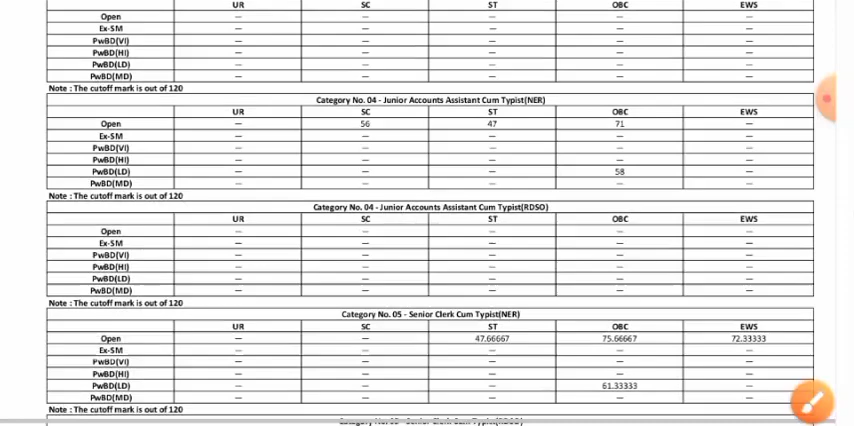 UR SC ST OBC EWS
Open — — — — —
Ex-SM — — — — —
PwBD(VI) — — — — —
PwBD(HI) — — — — —
PwBD(LD) — — — — —
PwBD(MD) — — — — —
Note : The cutoff mark is out of 120
Category No. 04 - Junior Accounts Assistant Cum Typist(NER)
UR SC ST OBC EWS
Open — 56 47 71 —
Ex-SM — — — — —
PwBD(VI) — — — — —
PwBD(HI) — — — — —
PwBD(LD) — — — 58 —
PwBD(MD) — — — — —
Note : The cutoff mark is out of 120
Category No. 04 - Junior Accounts Assistant Cum Typist(RDSO)
UR SC ST OBC EWS
Open — — — — —
Ex-SM — — — — —
PwBD(VI) — — — — —
PwBD(HI) — — — — —
PwBD(LD) — — — — —
PwBD(MD) — — — — —
Note : The cutoff mark is out of 120
Category No. 05 - Senior Clerk Cum Typist(NER)
UR SC ST OBC EWS
Open — — 47.66667 75.66667 72.33333
Ex-SM — — — — —
PwBD(VI) — — — — —
PwBD(HI) — — — — —
PwBD(LD) — — — 61.33333 —
PwBD(MD) — — — — —
Note : The cutoff mark is out of 120